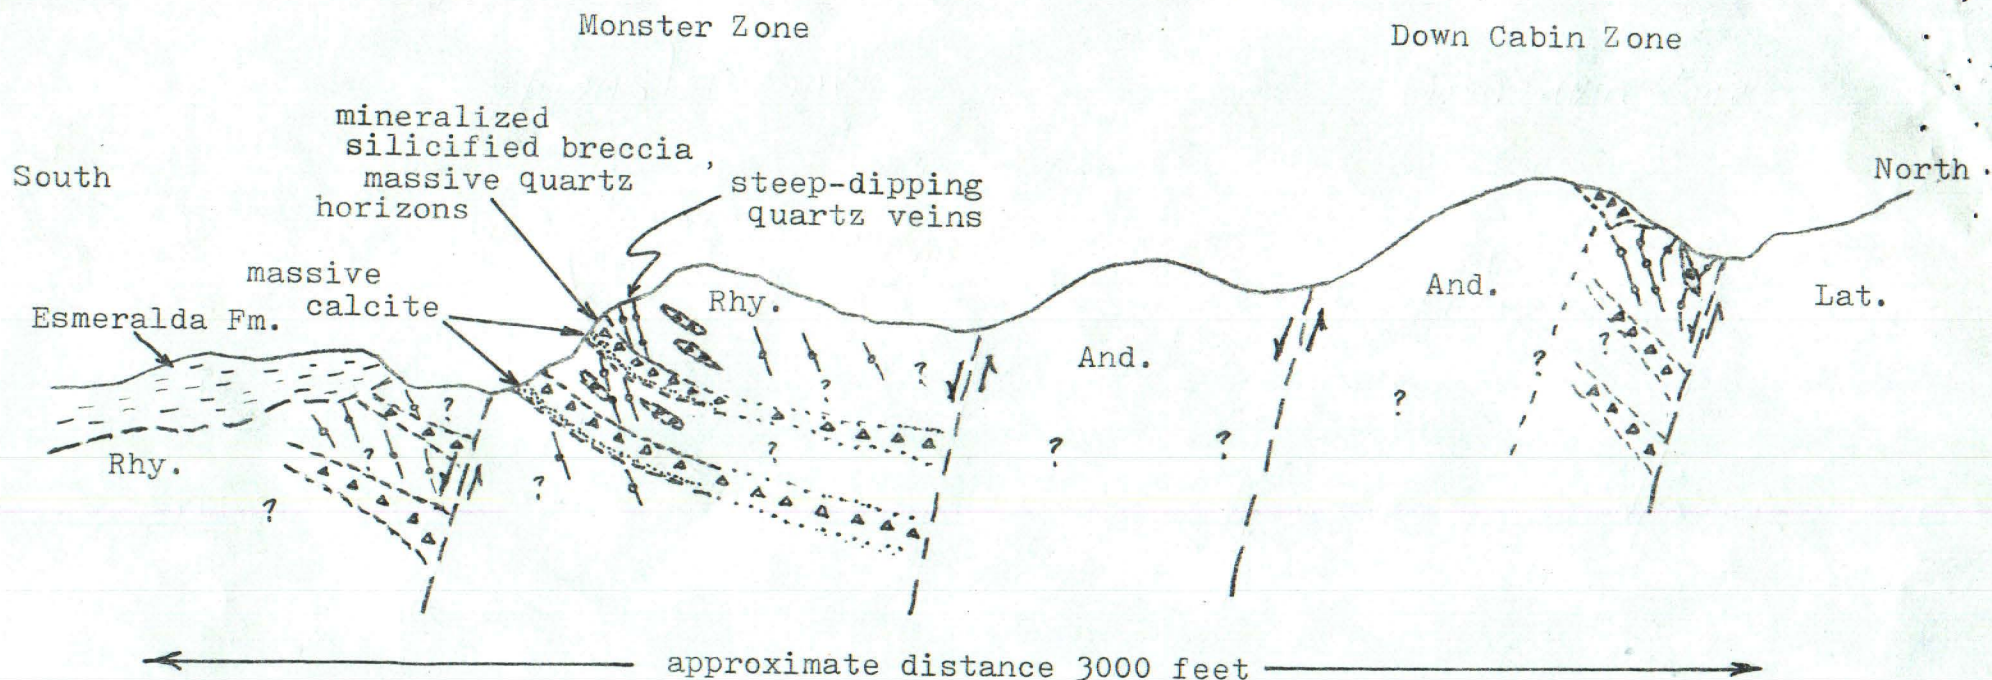 Monster Zone
Down Cabin Zone
mineralized
silicified breccia,
massive quartz
horizons
South
steep-dipping
quartz veins
North
massive
calcite
Esmeralda Fm.
Rhy.
And.
Lat.
And.
Rhy.
?
?
?
?
?
?
?
?
?
?
?
?
approximate distance 3000 feet